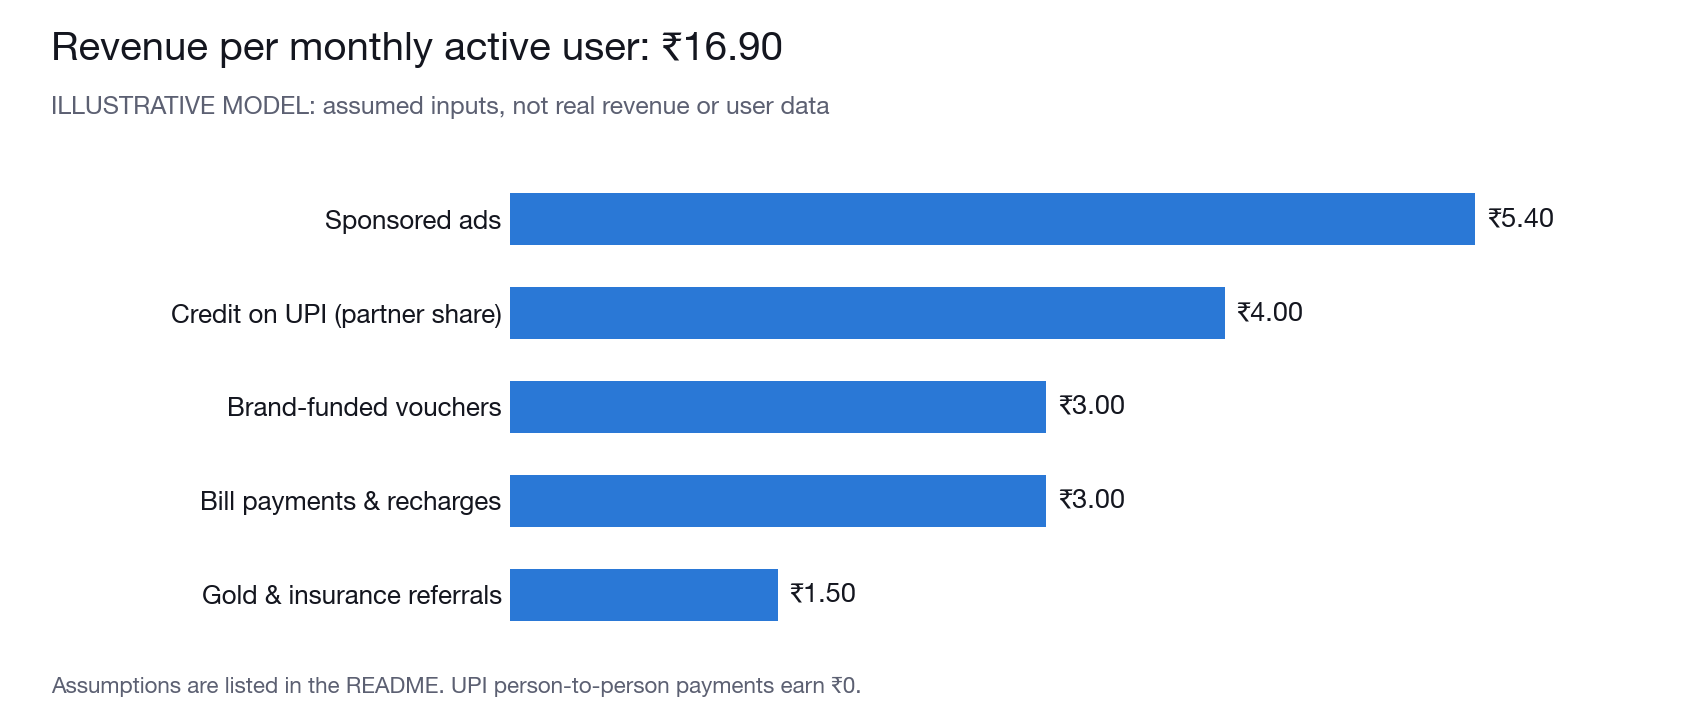 Revenue per monthly active user: ₹16.90
ILLUSTRATIVE MODEL: assumed inputs, not real revenue or user data
Sponsored ads ₹5.40
Credit on UPI (partner share) ₹4.00
Brand-funded vouchers ₹3.00
Bill payments & recharges ₹3.00
Gold & insurance referrals ₹1.50
Assumptions are listed in the README. UPI person-to-person payments earn ₹0.